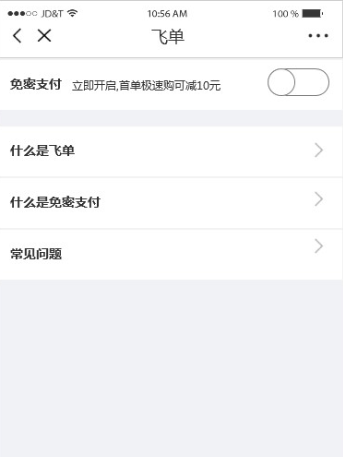 JD&T 10:56 AM 100 %
飞单
免密支付 立即开启,首单极速购可减10元
什么是飞单
什么是免密支付
常见问题